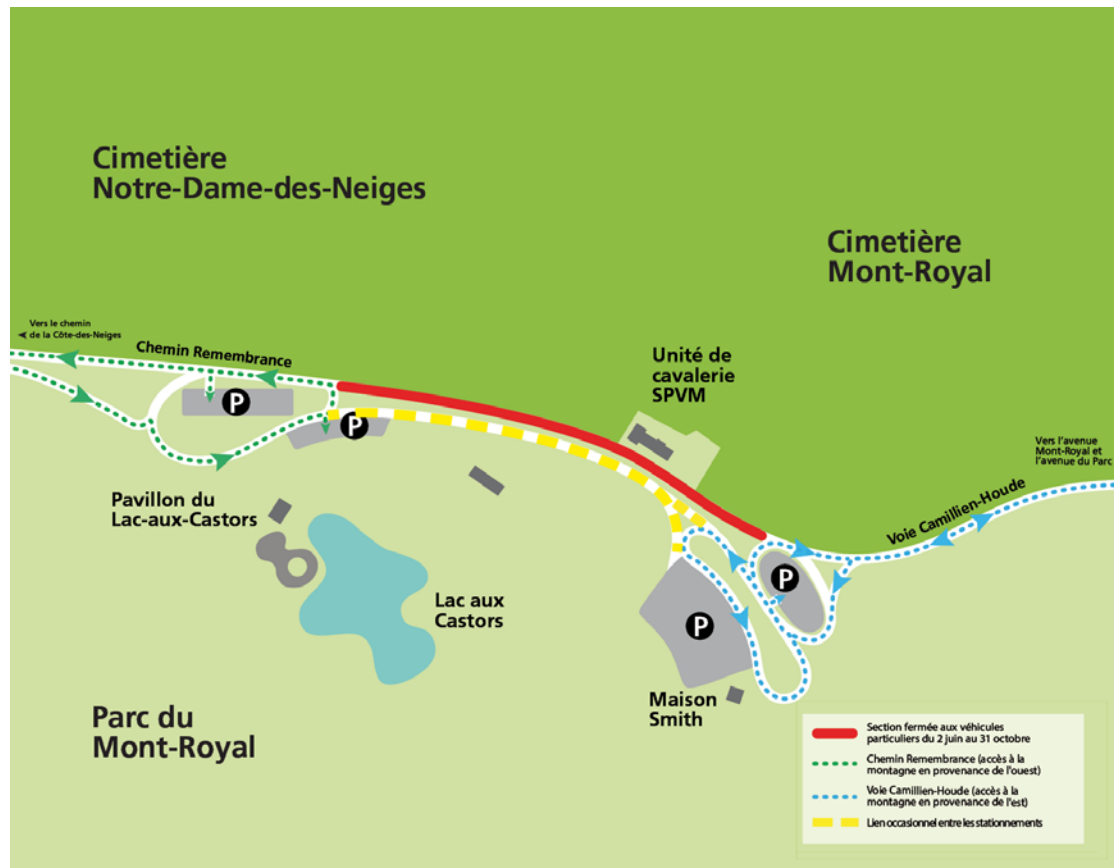 Cimetière
Notre-Dame-des-Neiges
Cimetière
Mont-Royal
Vers le chemin
de la Côte-des-Neiges
Chemin Remembrance
Unité de
cavalerie
SPVM
P
P
Vers l'avenue
Mont-Royal et
l'avenue du Parc
Voie Camillien-Houde
Pavillon du
Lac-aux-Castors
P
P
Lac aux
Castors
Maison
Smith
Parc du
Mont-Royal
Section fermée aux véhicules
particuliers du 2 juin au 31 octobre
Chemin Remembrance (accès à la
montagne en provenance de l'ouest)
Voie Camillien-Houde (accès à la
montagne en provenance de l'est)
Lien occasionnel entre les stationnements